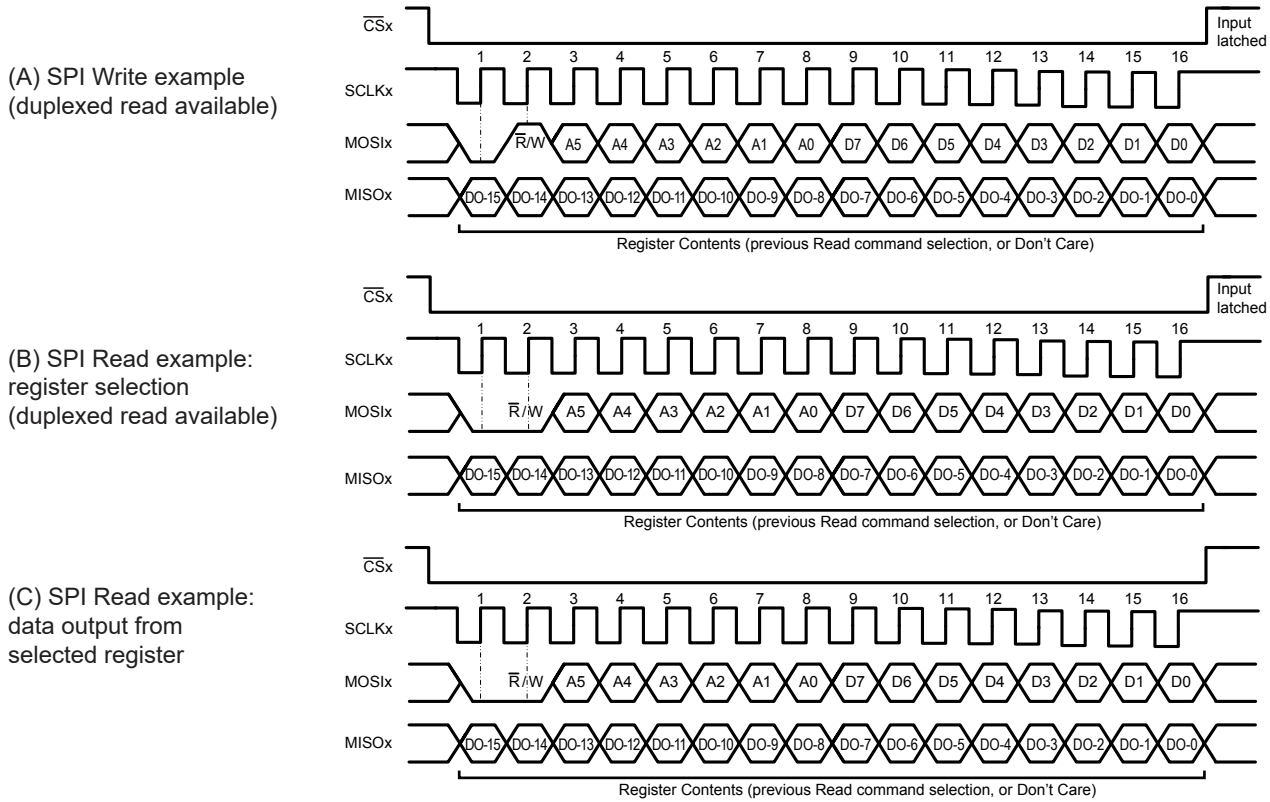 C̅S̅x
Input
latched
(A) SPI Write example
(duplexed read available)
1 2 3 4 5 6 7 8 9 10 11 12 13 14 15 16
SCLKx
MOSIx R̅/W A5 A4 A3 A2 A1 A0 D7 D6 D5 D4 D3 D2 D1 D0
MISOx DO-15 DO-14 DO-13 DO-12 DO-11 DO-10 DO-9 DO-8 DO-7 DO-6 DO-5 DO-4 DO-3 DO-2 DO-1 DO-0
Register Contents (previous Read command selection, or Don't Care)
C̅S̅x
Input
latched
(B) SPI Read example:
register selection
(duplexed read available)
1 2 3 4 5 6 7 8 9 10 11 12 13 14 15 16
SCLKx
MOSIx R̅/W A5 A4 A3 A2 A1 A0 D7 D6 D5 D4 D3 D2 D1 D0
MISOx DO-15 DO-14 DO-13 DO-12 DO-11 DO-10 DO-9 DO-8 DO-7 DO-6 DO-5 DO-4 DO-3 DO-2 DO-1 DO-0
Register Contents (previous Read command selection, or Don't Care)
C̅S̅x
(C) SPI Read example:
data output from
selected register
1 2 3 4 5 6 7 8 9 10 11 12 13 14 15 16
SCLKx
MOSIx R̅/W A5 A4 A3 A2 A1 A0 D7 D6 D5 D4 D3 D2 D1 D0
MISOx DO-15 DO-14 DO-13 DO-12 DO-11 DO-10 DO-9 DO-8 DO-7 DO-6 DO-5 DO-4 DO-3 DO-2 DO-1 DO-0
Register Contents (previous Read command selection, or Don't Care)